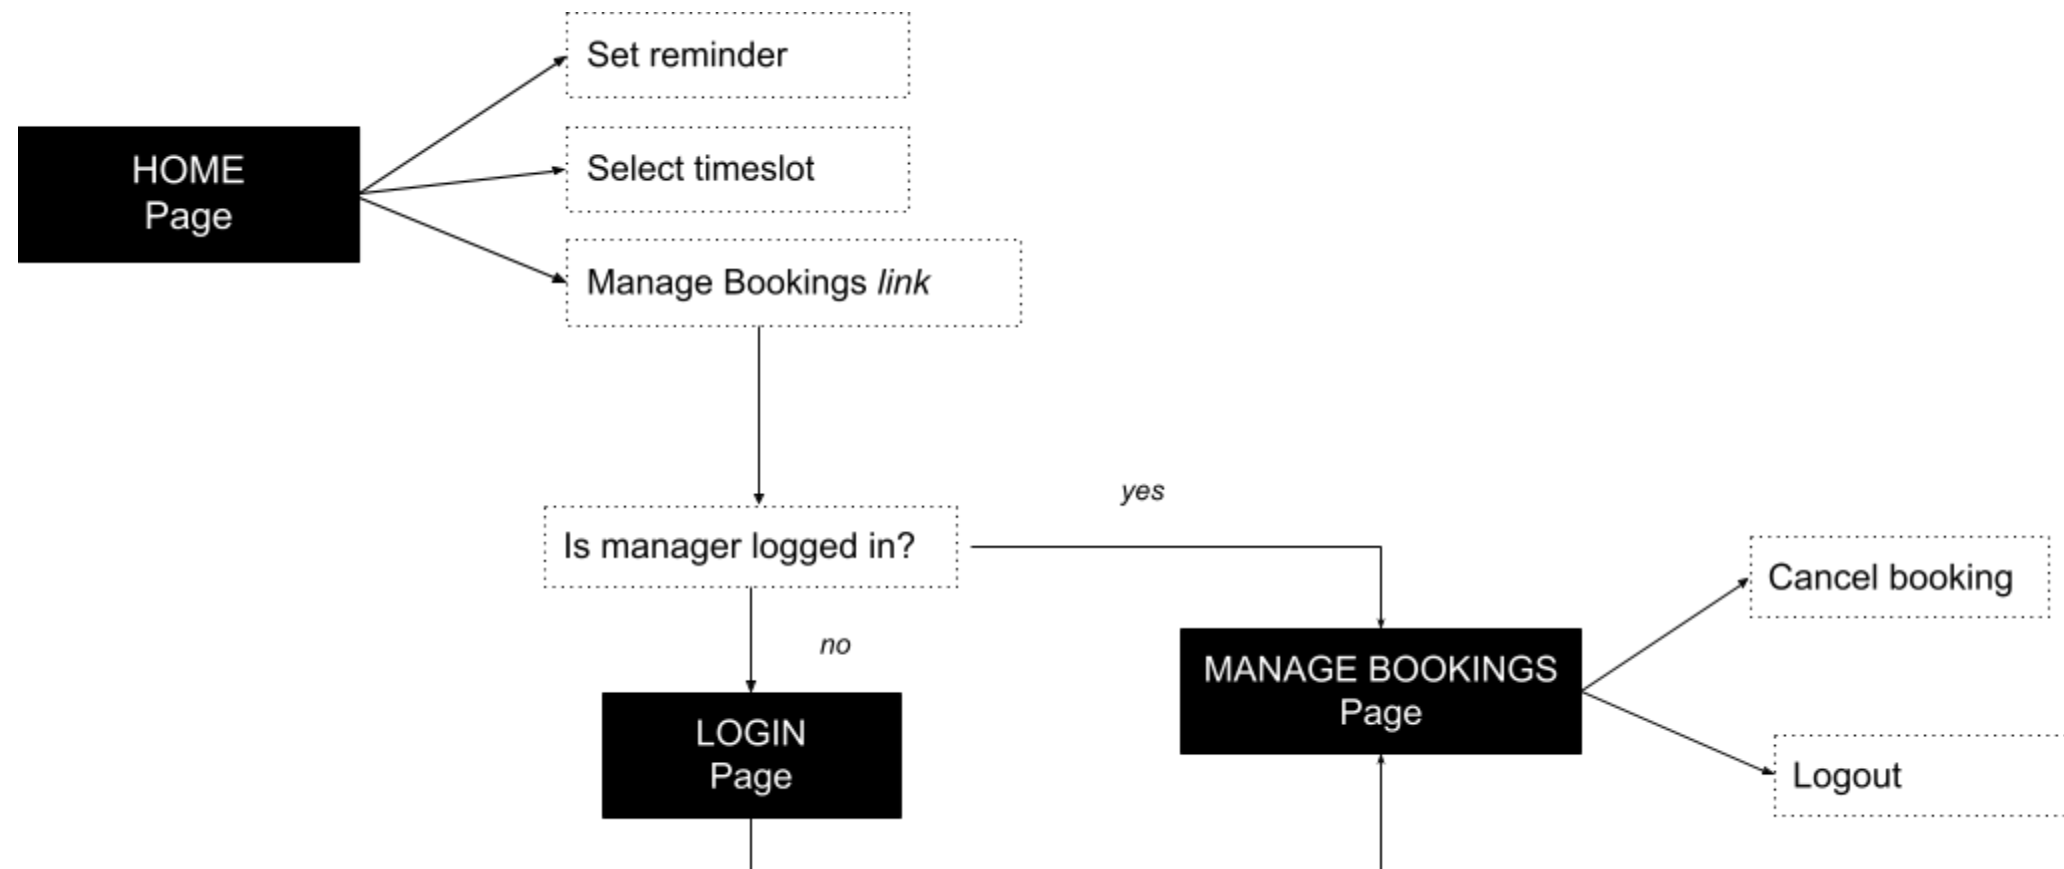 Set reminder
HOME
Page
Select timeslot
Manage Bookings link
yes
Is manager logged in?
Cancel booking
no
MANAGE BOOKINGS
Page
LOGIN
Page
Logout